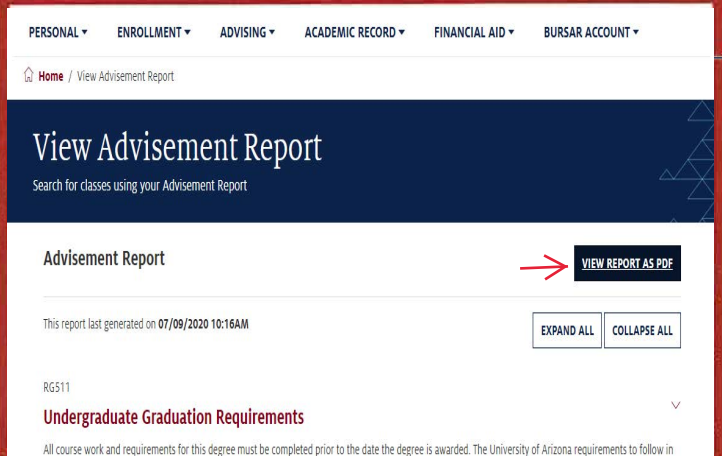 PERSONAL ENROLLMENT ADVISING ACADEMIC RECORD FINANCIAL AID BURSAR ACCOUNT
Home / View Advisement Report
View Advisement Report
Search for classes using your Advisement Report
Advisement Report
VIEW REPORT AS PDF
This report last generated on 07/09/2020 10:16AM
EXPAND ALL COLLAPSE ALL
RG511
Undergraduate Graduation Requirements
All course work and requirements for this degree must be completed prior to the date the degree is awarded. The University of Arizona requirements to follow in